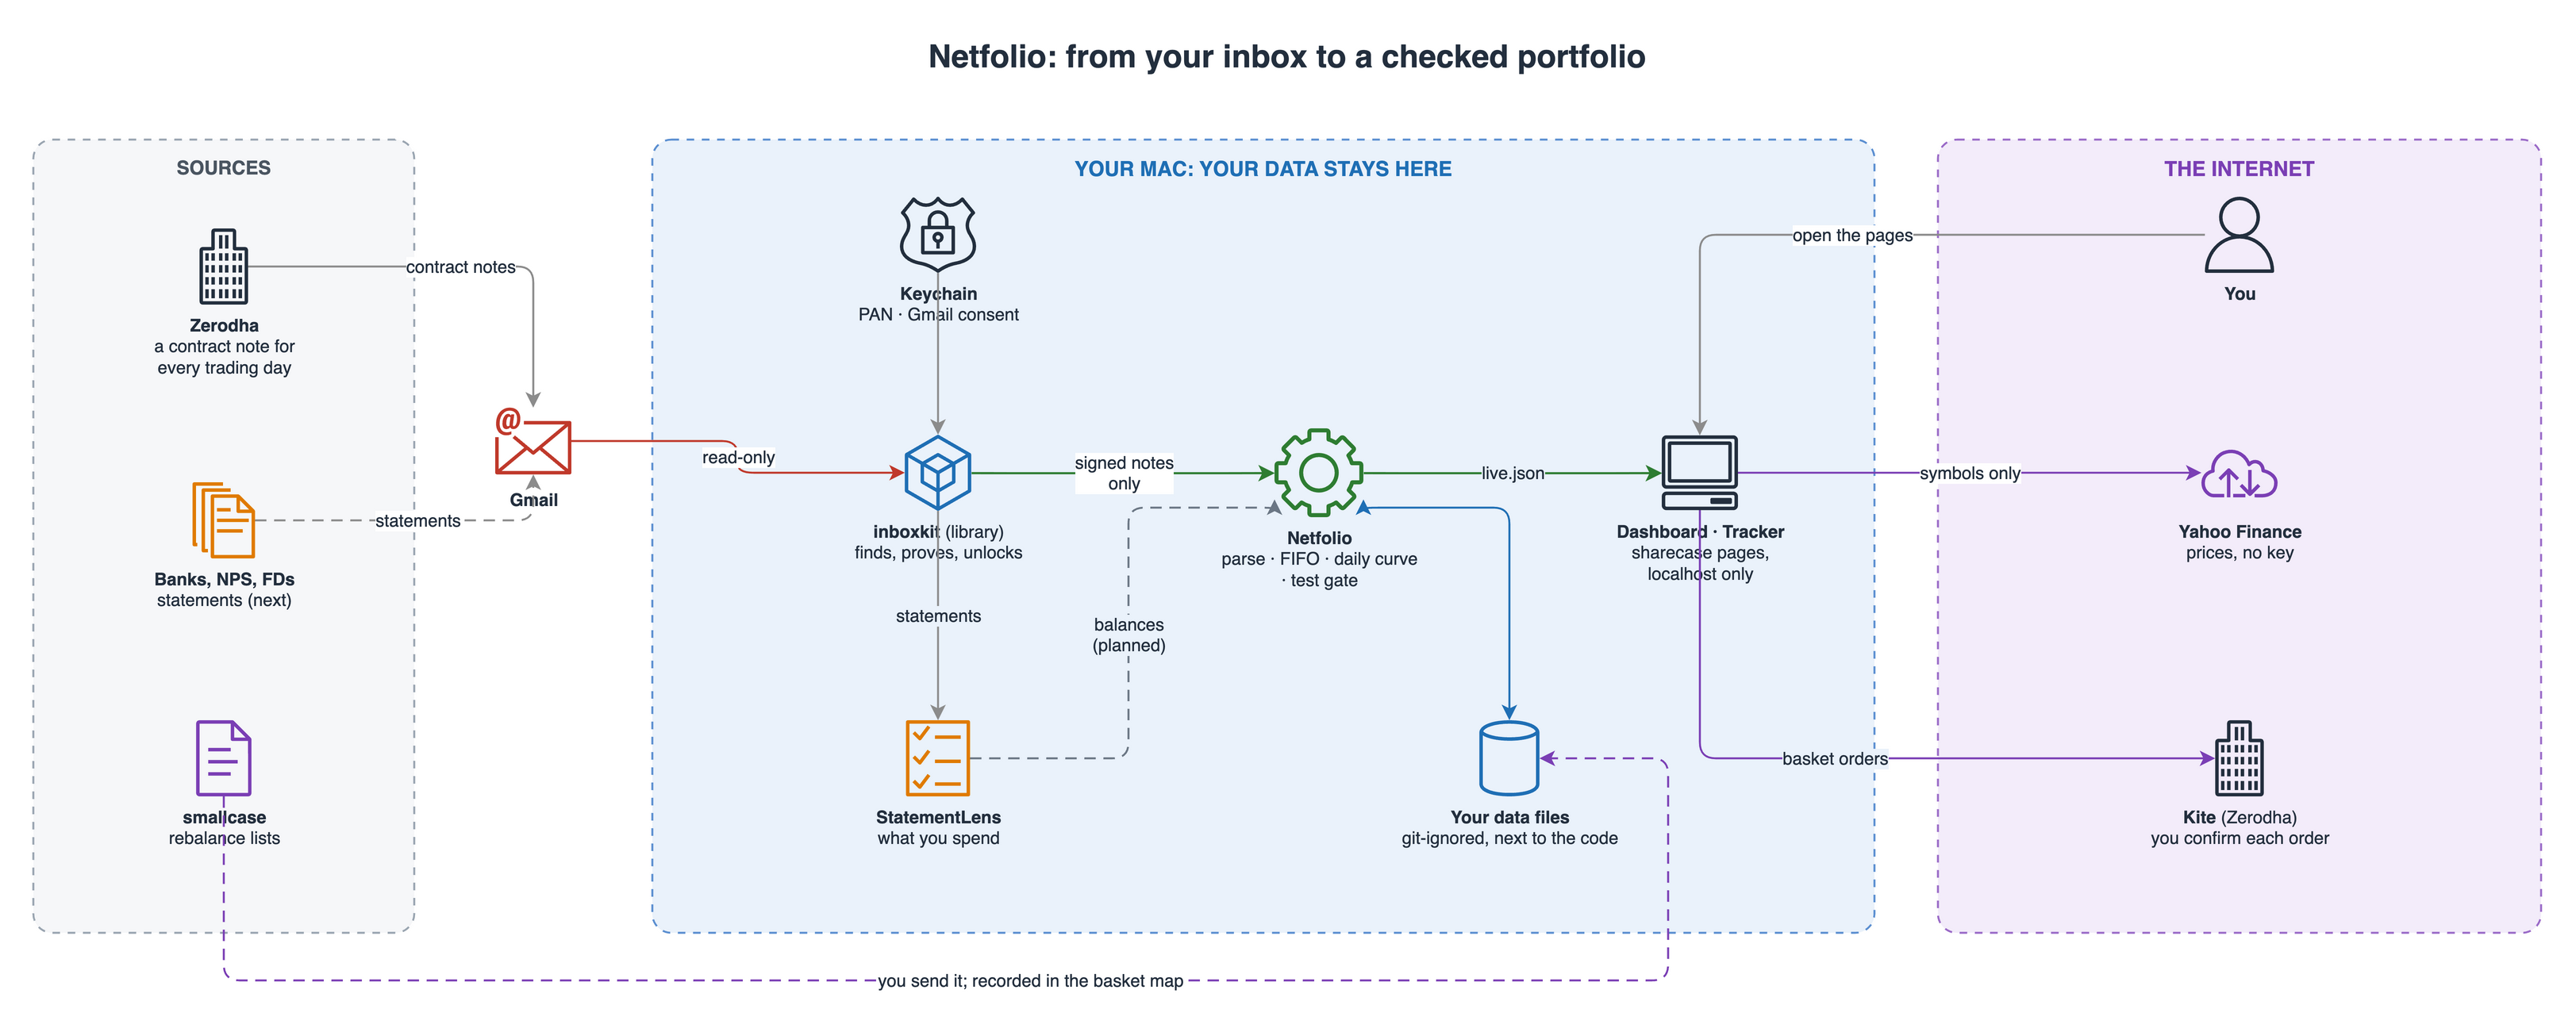 Netfolio: from your inbox to a checked portfolio
SOURCES
Zerodha
a contract note for
every trading day
contract notes
@
Gmail
statements
Banks, NPS, FDs
statements (next)
smallcase
rebalance lists
you send it; recorded in the basket map
read-only
YOUR MAC: YOUR DATA STAYS HERE
Keychain
PAN · Gmail consent
inboxkit (library)
finds, proves, unlocks
statements
StatementLens
what you spend
signed notes
only
balances
(planned)
Netfolio
parse · FIFO · daily curve
· test gate
live.json
Your data files
git-ignored, next to the code
Dashboard · Tracker
sharecase pages,
localhost only
open the pages
symbols only
basket orders
THE INTERNET
You
Yahoo Finance
prices, no key
Kite (Zerodha)
you confirm each order